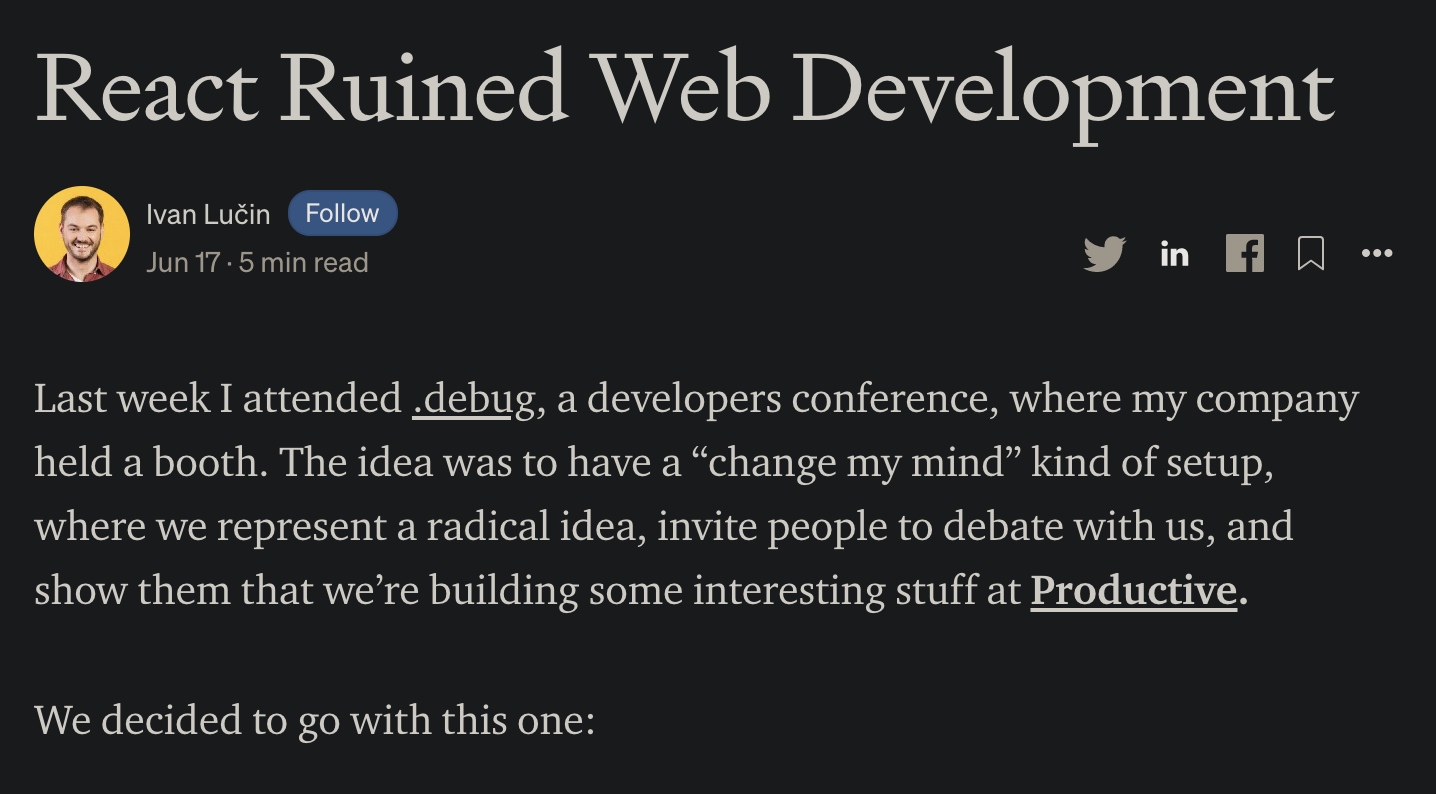 React Ruined Web Development
Ivan Lučin Follow
Jun 17 · 5 min read
in f
Last week I attended .debug, a developers conference, where my company
held a booth. The idea was to have a “change my mind” kind of setup,
where we represent a radical idea, invite people to debate with us, and
show them that we’re building some interesting stuff at Productive.
We decided to go with this one: